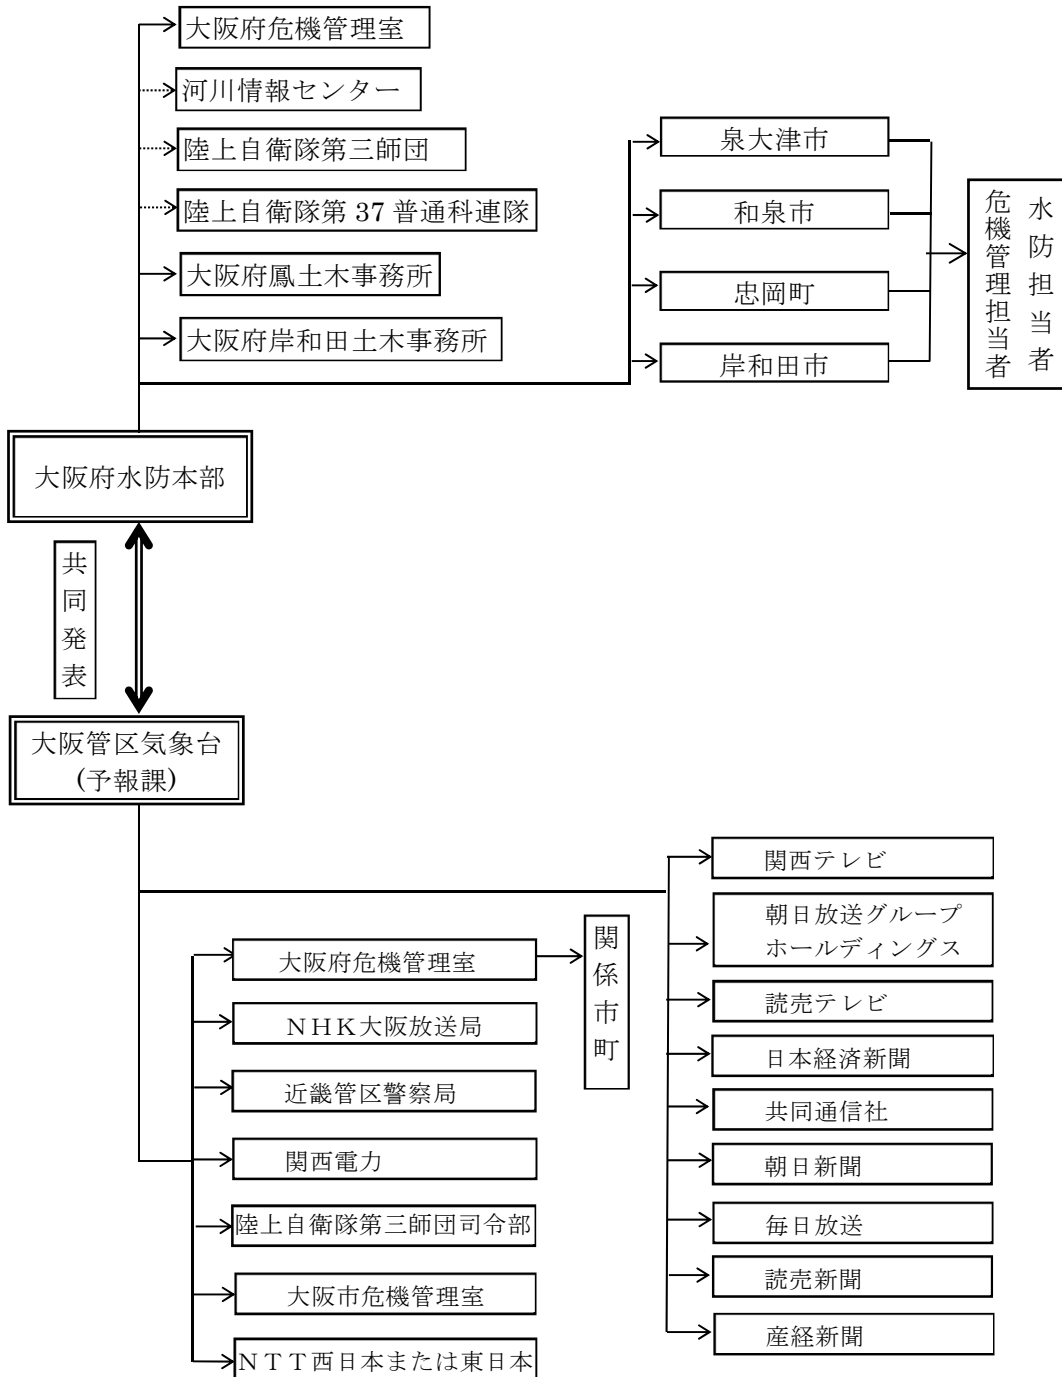 大阪府危機管理室
河川情報センター
陸上自衛隊第三師団
陸上自衛隊第 37 普通科連隊
大阪府鳳土木事務所
大阪府岸和田土木事務所
泉大津市
和泉市
忠岡町
岸和田市
水防担当者
危機管理担当者
大阪府水防本部
共同発表
大阪管区気象台
(予報課)
大阪府危機管理室
ＮＨＫ大阪放送局
近畿管区警察局
関西電力
陸上自衛隊第三師団司令部
大阪市危機管理室
ＮＴＴ西日本または東日本
関係市町
関西テレビ
朝日放送グループ
ホールディングス
読売テレビ
日本経済新聞
共同通信社
朝日新聞
毎日放送
読売新聞
産経新聞